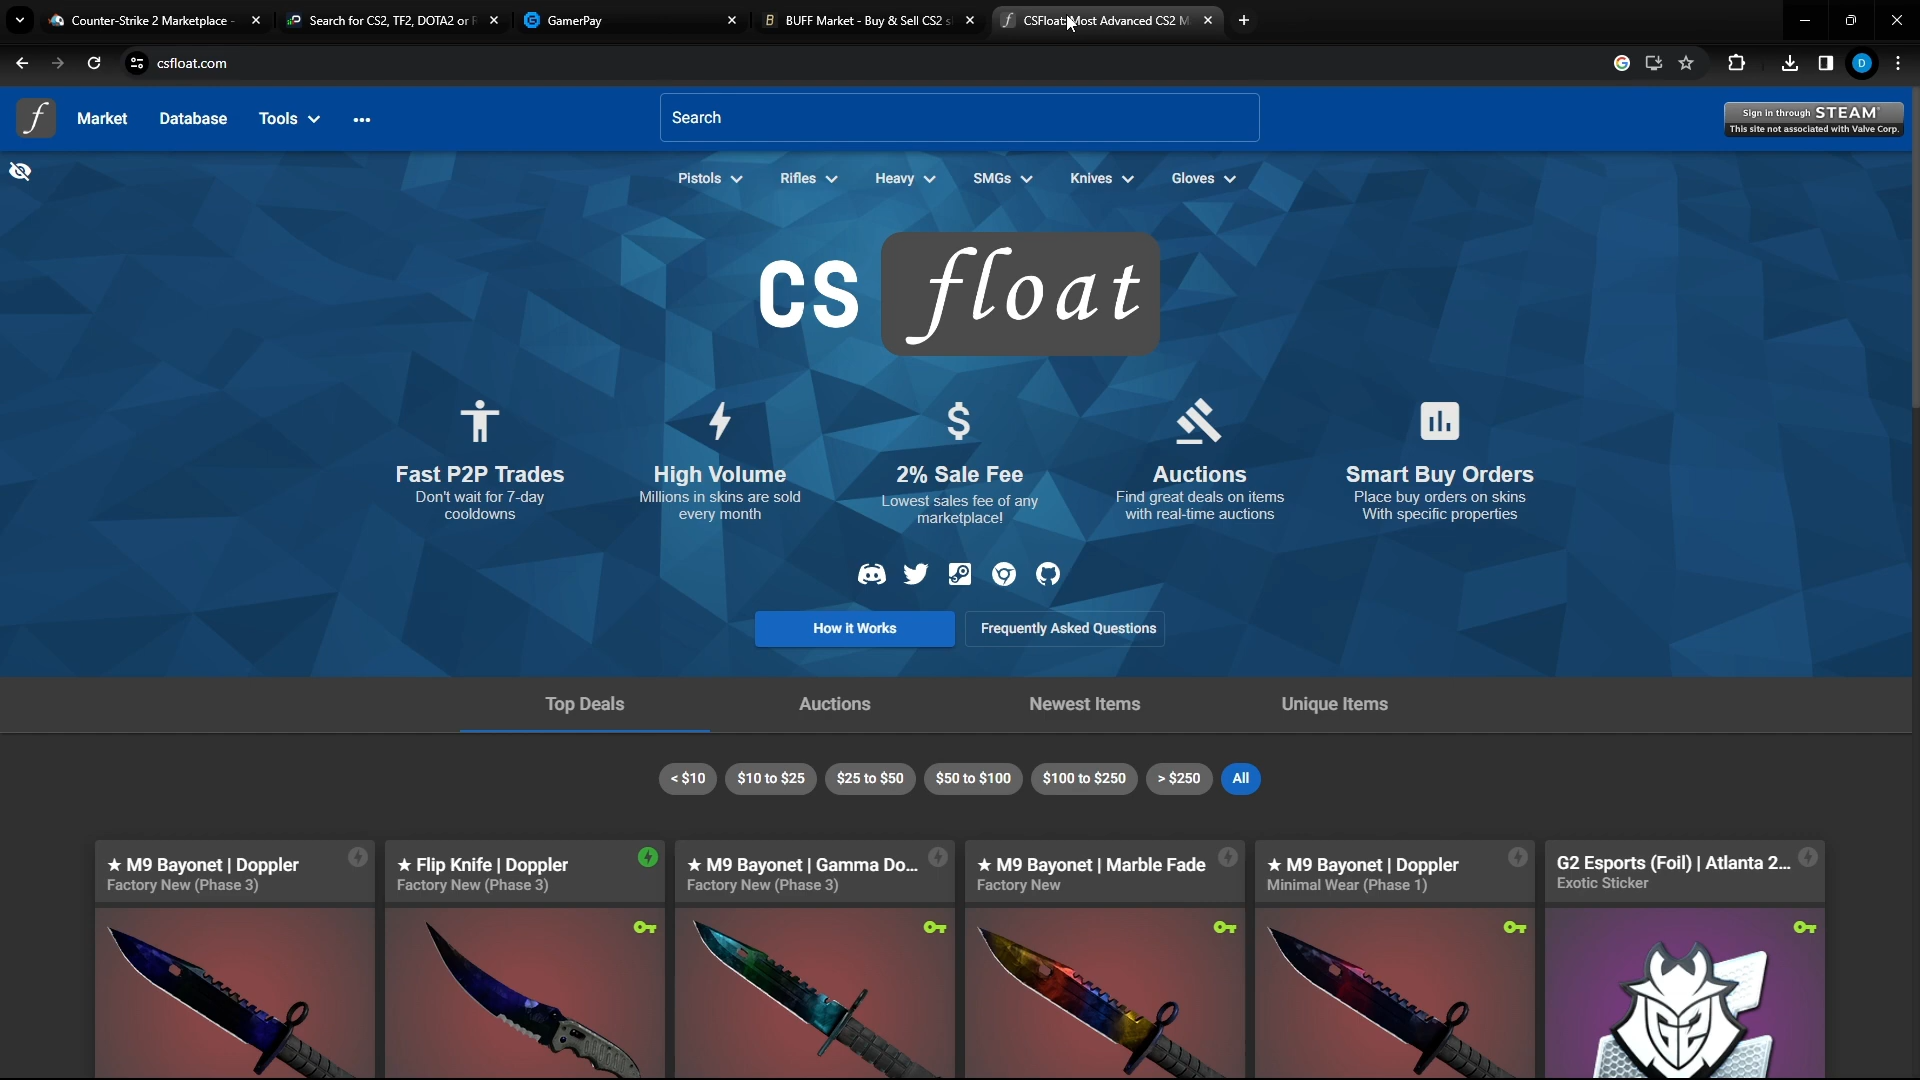 Counter-Strike 2 Marketplace -
Search for CS2, TF2, DOTA2 or
GamerPay
BUFF Market - Buy & Sell CS2 s
CSFloat: Most Advanced CS2 M
csfloat.com
D
f
Market
Database
Tools
Search
Sign in through STEAM
This site not associated with Valve Corp.
Pistols
Rifles
Heavy
SMGs
Knives
Gloves
CS float
Fast P2P Trades
Don't wait for 7-day
cooldowns
High Volume
Millions in skins are sold
every month
2% Sale Fee
Lowest sales fee of any
marketplace!
Auctions
Find great deals on items
with real-time auctions
Smart Buy Orders
Place buy orders on skins
With specific properties
How it Works
Frequently Asked Questions
Top Deals
Auctions
Newest Items
Unique Items
< $10
$10 to $25
$25 to $50
$50 to $100
$100 to $250
> $250
All
★ M9 Bayonet | Doppler
Factory New (Phase 3)
★ Flip Knife | Doppler
Factory New (Phase 3)
★ M9 Bayonet | Gamma Do...
Factory New (Phase 3)
★ M9 Bayonet | Marble Fade
Factory New
★ M9 Bayonet | Doppler
Minimal Wear (Phase 1)
G2 Esports (Foil) | Atlanta 2...
Exotic Sticker